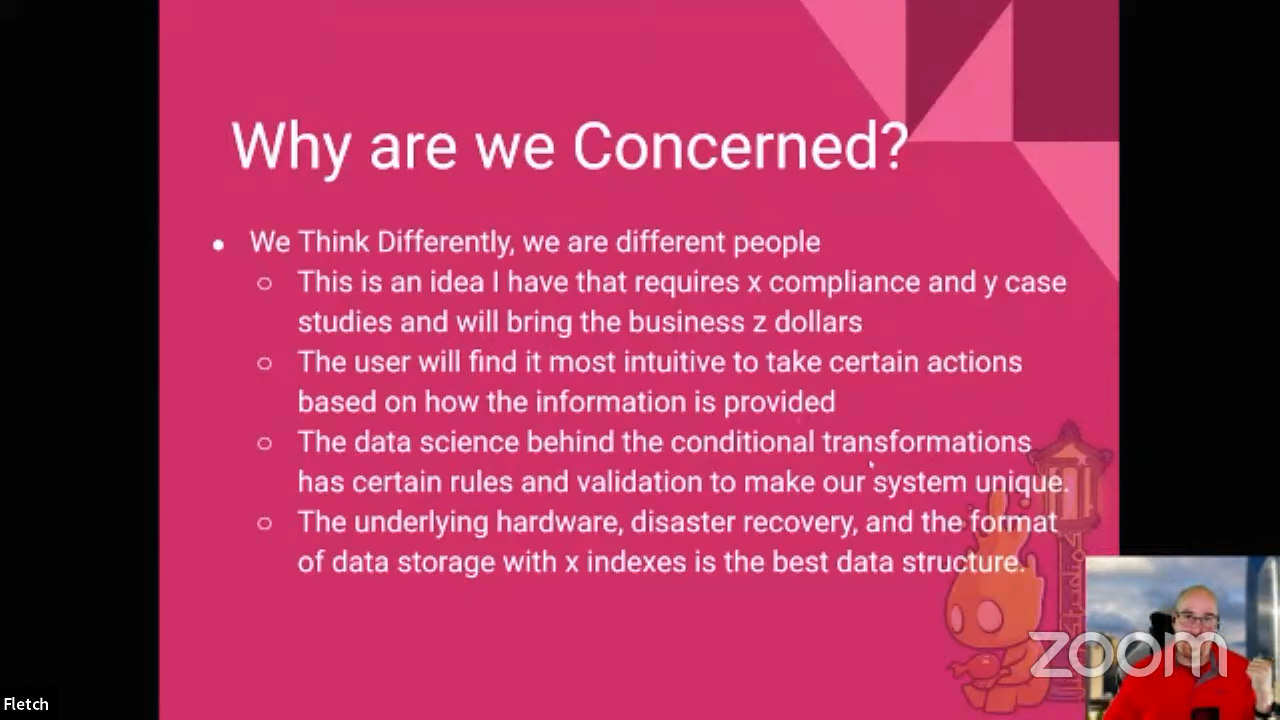 Why are we Concerned?
We Think Differently, we are different people
This is an idea I have that requires x compliance and y case
studies and will bring the business z dollars
The user will find it most intuitive to take certain actions
based on how the information is provided
The data science behind the conditional transformations
has certain rules and validation to make our system unique.
The underlying hardware, disaster recovery, and the format
of data storage with x indexes is the best data structure.
zoom
Fletch